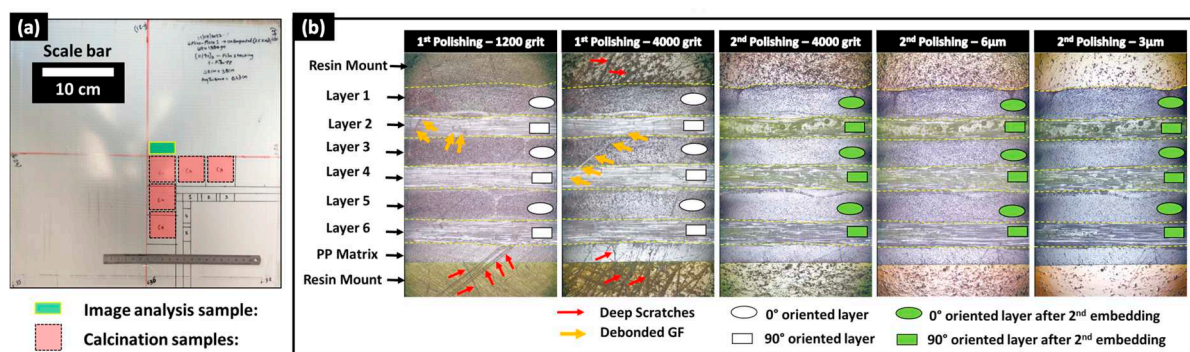 (a)
Scale bar
10 cm
Image analysis sample:
Calcination samples:
(b)
1st Polishing – 1200 grit
1st Polishing – 4000 grit
2nd Polishing – 4000 grit
2nd Polishing – 6μm
2nd Polishing – 3μm
Resin Mount
Layer 1
Layer 2
Layer 3
Layer 4
Layer 5
Layer 6
PP Matrix
Resin Mount
Deep Scratches
Debonded GF
0° oriented layer
90° oriented layer
0° oriented layer after 2nd embedding
90° oriented layer after 2nd embedding